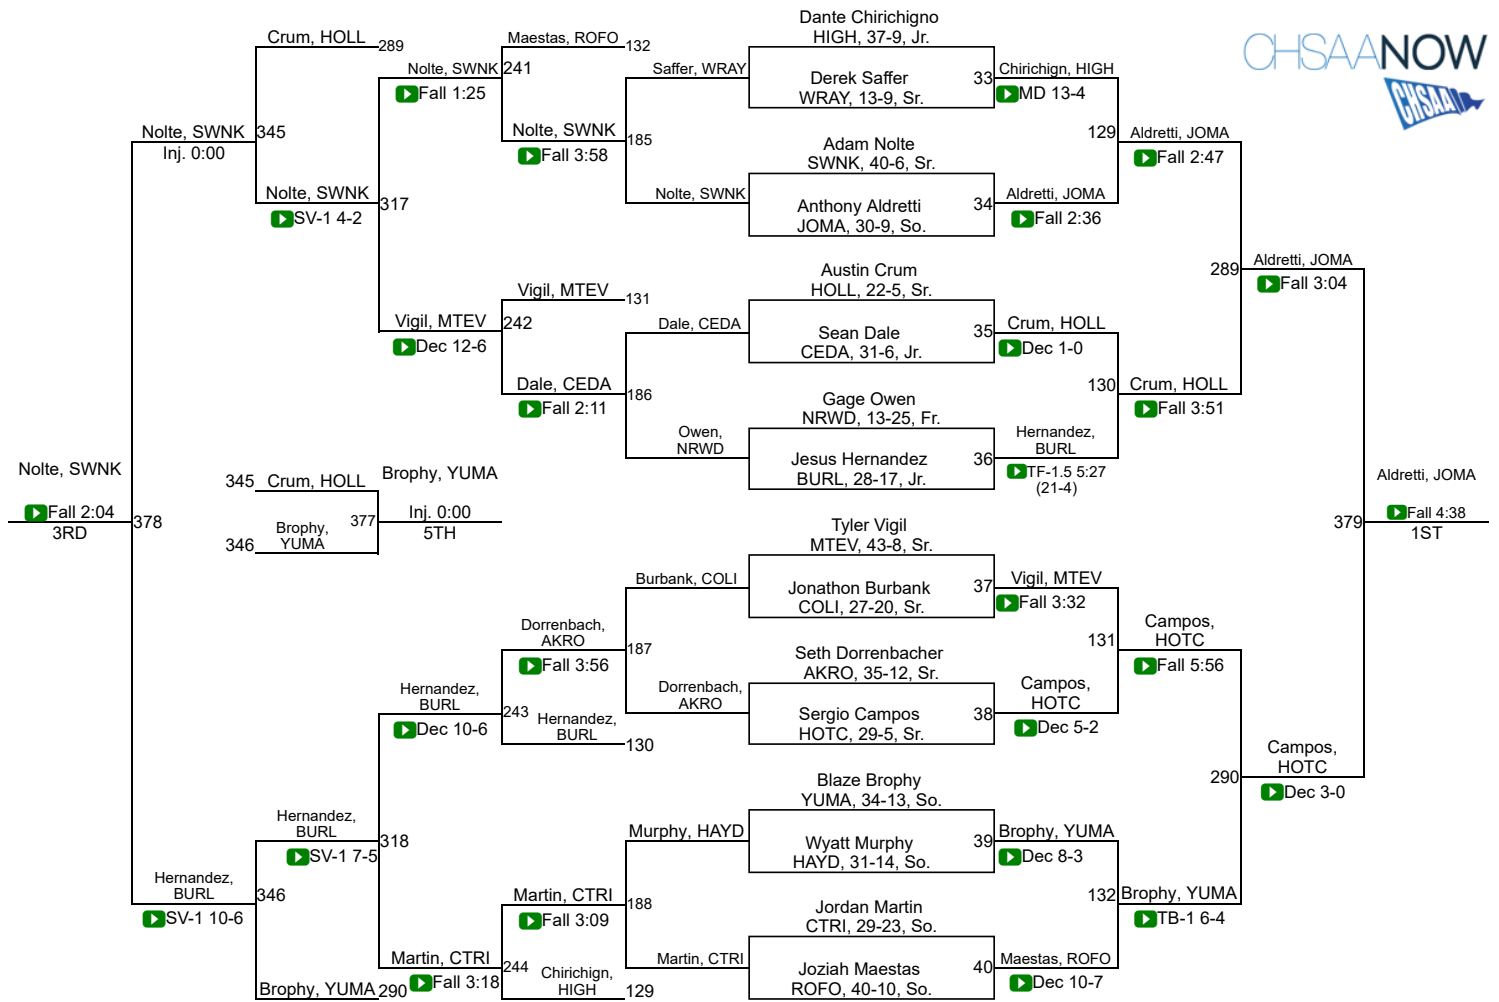 CHSAANOW
CHSAA
Crum, HOLL
289
Nolte, SWNK
Inj. 0:00
345
Nolte, SWNK
SV-1 4-2
317
Nolte, SWNK
Fall 1:25
241
Maestas, ROFO
132
Nolte, SWNK
Fall 3:58
185
Saffer, WRAY
Nolte, SWNK
Vigil, MTEV
Dec 12-6
242
Vigil, MTEV
131
Dale, CEDA
Fall 2:11
186
Dale, CEDA
Owen,
NRWD
Nolte, SWNK
Fall 2:04
3RD
378
345
Crum, HOLL
346
Brophy,
YUMA
377
Brophy, YUMA
Inj. 0:00
5TH
Burbank, COLI
Dorrenbach,
AKRO
Fall 3:56
187
Dorrenbach,
AKRO
Hernandez,
BURL
Dec 10-6
243
Hernandez,
BURL
130
Hernandez,
BURL
SV-1 7-5
318
Hernandez,
BURL
SV-1 10-6
346
Murphy, HAYD
Martin, CTRI
Fall 3:09
188
Martin, CTRI
Martin, CTRI
Fall 3:18
244
Chirichign,
HIGH
129
Brophy, YUMA
290
Dante Chirichigno
HIGH, 37-9, Jr.
Derek Saffer
WRAY, 13-9, Sr.
33
Adam Nolte
SWNK, 40-6, Sr.
Anthony Aldretti
JOMA, 30-9, So.
34
Austin Crum
HOLL, 22-5, Sr.
Sean Dale
CEDA, 31-6, Jr.
35
Gage Owen
NRWD, 13-25, Fr.
Jesus Hernandez
BURL, 28-17, Jr.
36
Tyler Vigil
MTEV, 43-8, Sr.
Jonathon Burbank
COLI, 27-20, Sr.
37
Seth Dorrenbacher
AKRO, 35-12, Sr.
Sergio Campos
HOTC, 29-5, Sr.
38
Blaze Brophy
YUMA, 34-13, So.
Wyatt Murphy
HAYD, 31-14, So.
39
Jordan Martin
CTRI, 29-23, So.
Joziah Maestas
ROFO, 40-10, So.
40
Chirichign, HIGH
MD 13-4
129
Aldretti, JOMA
Fall 2:36
Aldretti, JOMA
Fall 2:47
289
Crum, HOLL
Dec 1-0
130
Hernandez,
BURL
TF-1.5 5:27
(21-4)
Crum, HOLL
Fall 3:51
Aldretti, JOMA
Fall 3:04
Vigil, MTEV
Fall 3:32
131
Campos,
HOTC
Dec 5-2
Campos,
HOTC
Fall 5:56
290
Brophy, YUMA
Dec 8-3
132
Maestas, ROFO
Dec 10-7
Brophy, YUMA
TB-1 6-4
Campos,
HOTC
Dec 3-0
379
Aldretti, JOMA
Fall 4:38
1ST